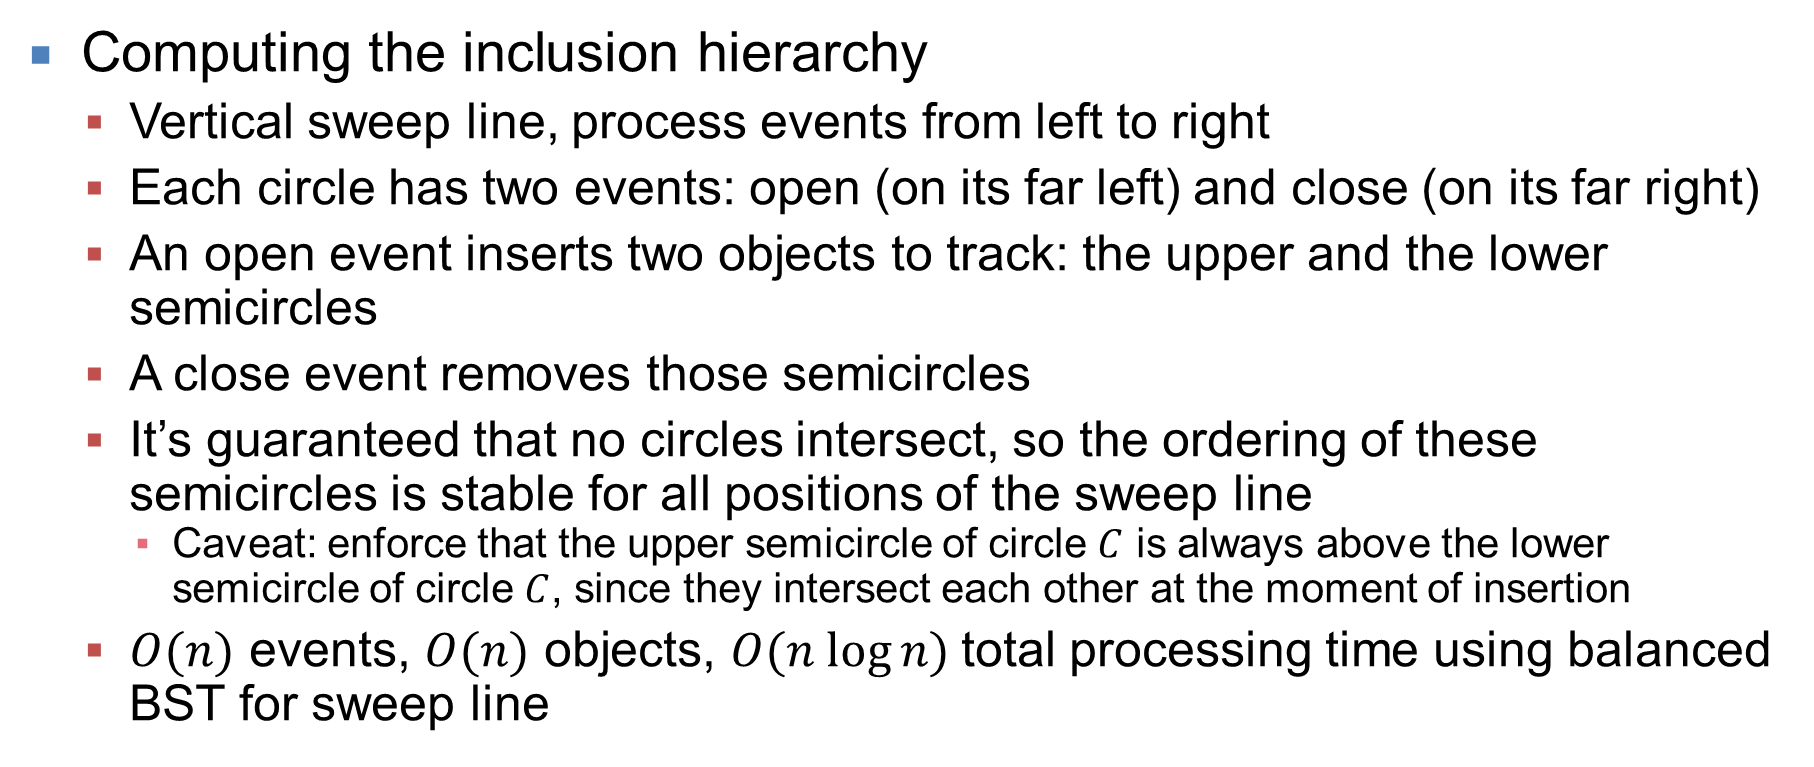 Computing the inclusion hierarchy
Vertical sweep line, process events from left to right
Each circle has two events: open (on its far left) and close (on its far right)
An open event inserts two objects to track: the upper and the lower
semicircles
A close event removes those semicircles
It’s guaranteed that no circles intersect, so the ordering of these
semicircles is stable for all positions of the sweep line
Caveat: enforce that the upper semicircle of circle 𝐶 is always above the lower
semicircle of circle 𝐶, since they intersect each other at the moment of insertion
𝑂(𝑛) events, 𝑂(𝑛) objects, 𝑂(𝑛 log 𝑛) total processing time using balanced
BST for sweep line